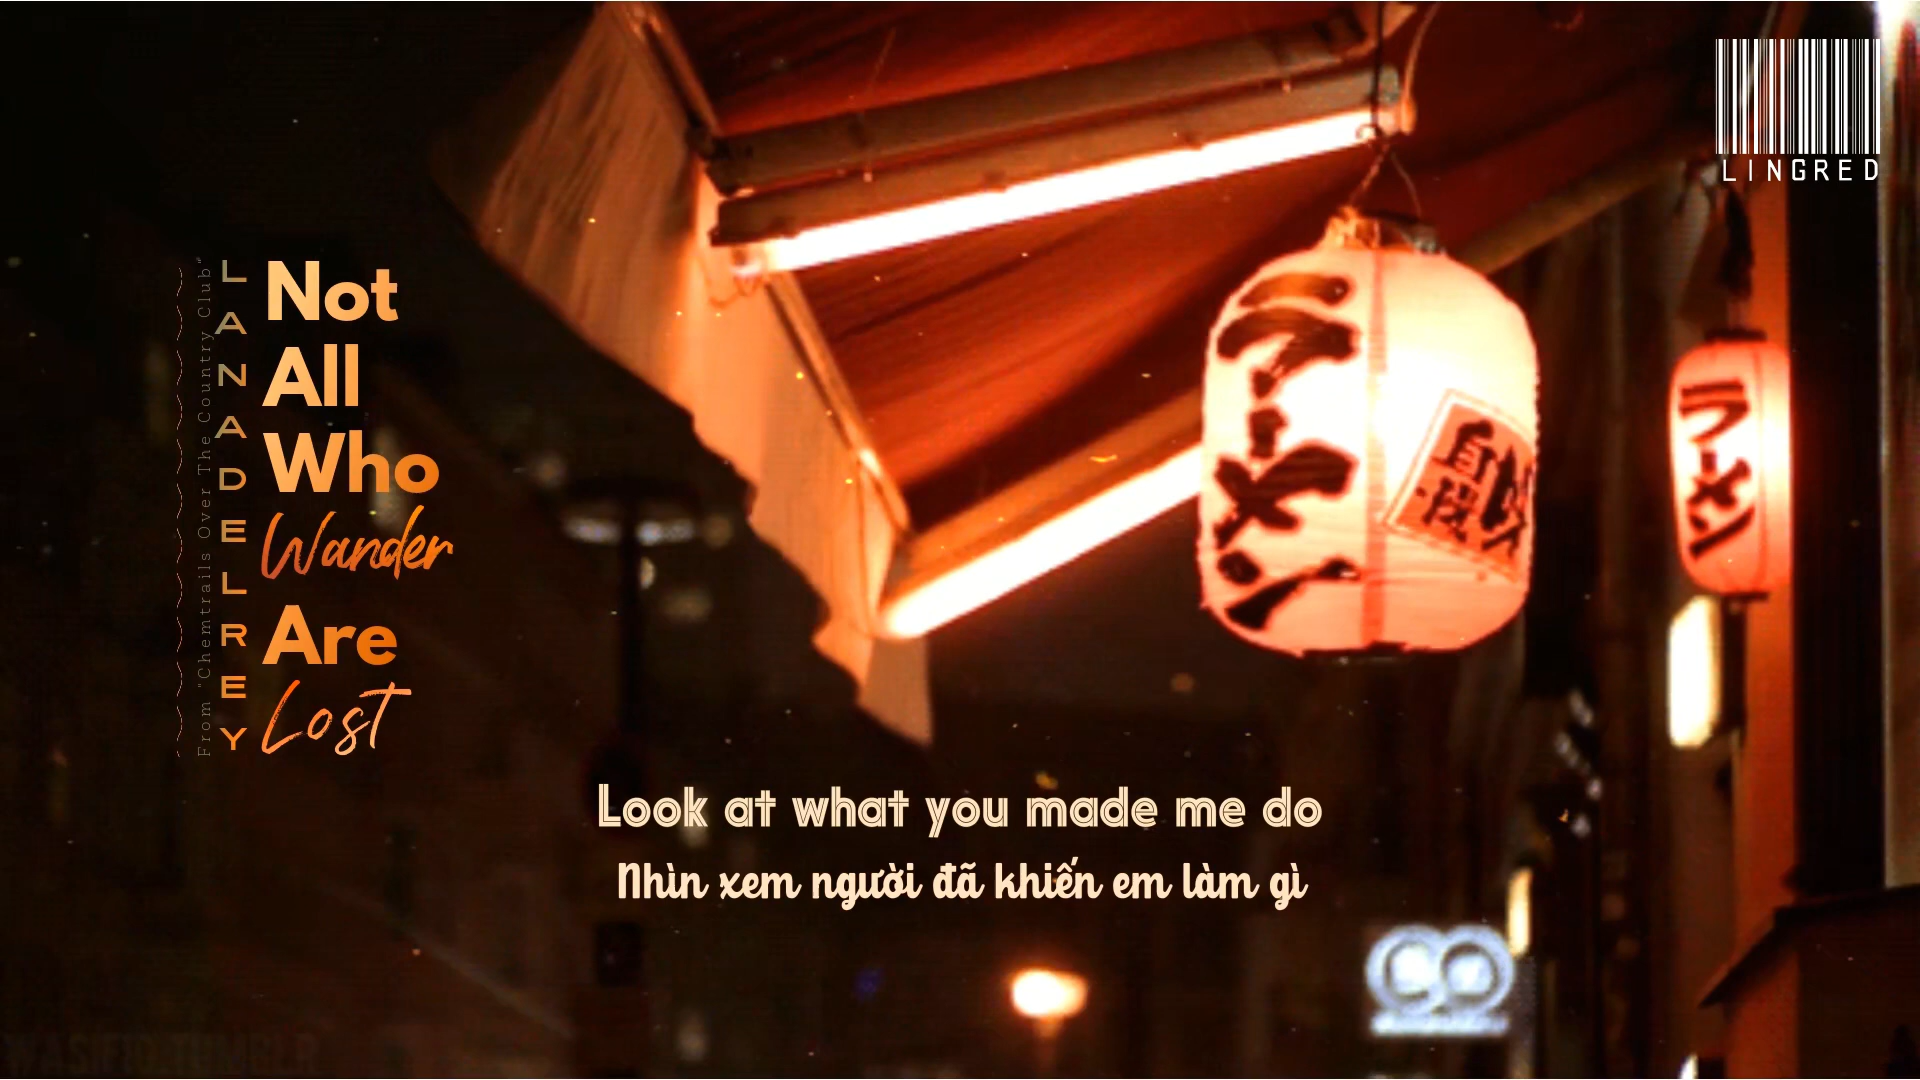 LINGRED
Not
All
Who
Wander
Are
Lost
LANA DEL REY
From "Chemtrails Over The Country Club"
ラーメン
ラーメン
Look at what you made me do
Nhìn xem người đã khiến em làm gì